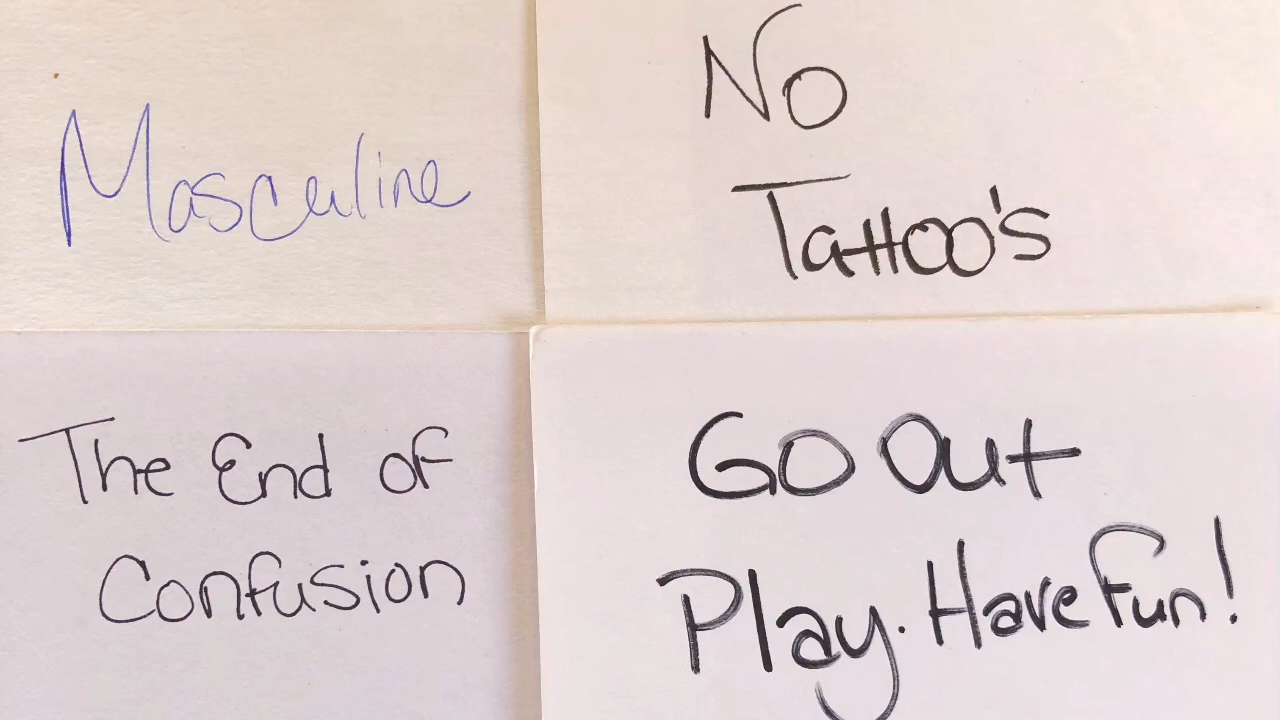 Masculine
No
Tattoo's
The End of
Confusion
Go Out
Play. Have Fun!